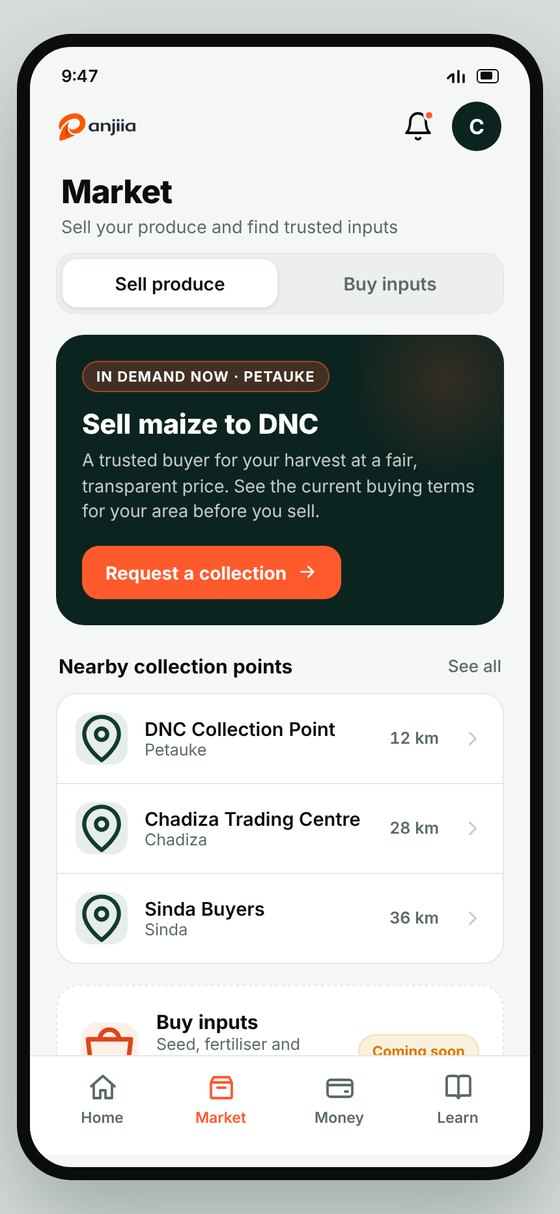 9:47
Panjiia
C
Market
Sell your produce and find trusted inputs
Sell produce
Buy inputs
IN DEMAND NOW · PETAUKE
Sell maize to DNC
A trusted buyer for your harvest at a fair,
transparent price. See the current buying terms
for your area before you sell.
Request a collection →
Nearby collection points
See all
DNC Collection Point
Petauke
12 km
Chadiza Trading Centre
Chadiza
28 km
Sinda Buyers
Sinda
36 km
Buy inputs
Seed, fertiliser and
Coming soon
Home
Market
Money
Learn